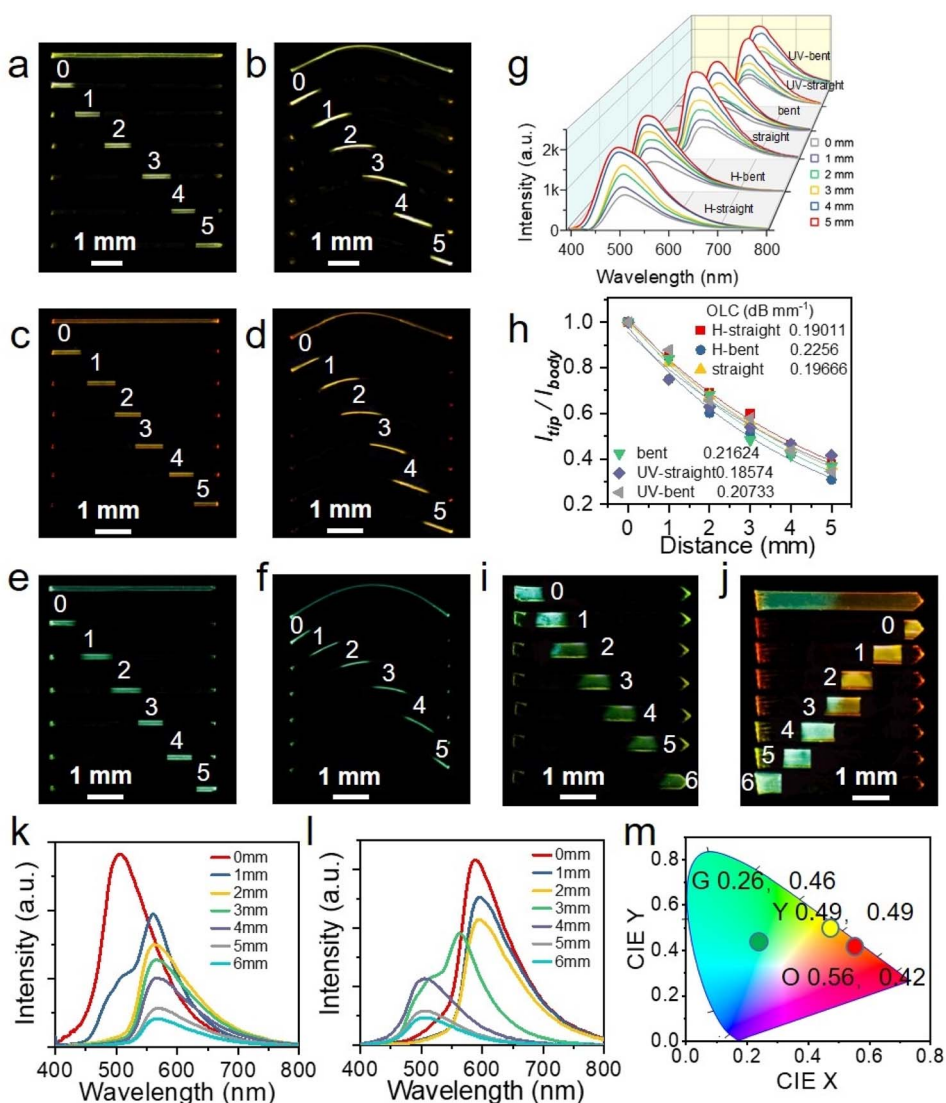 a
0
1
2
3
4
5
1 mm
b
0
1
2
3
4
5
1 mm
g
UV-bent
UV-straight
bent
straight
H-bent
H-straight
Intensity (a.u.)
2k
1k
0
400 500 600 700 800
Wavelength (nm)
0 mm
1 mm
2 mm
3 mm
4 mm
5 mm
c
0
1
2
3
4
5
1 mm
d
1
2
3
4
5
1 mm
h
OLC (dB mm⁻¹)
H-straight 0.19011
H-bent 0.2256
straight 0.19666
bent 0.21624
UV-straight0.18574
UV-bent 0.20733
I_tip / I_body
1.0
0.8
0.6
0.4
0.2
0 1 2 3 4 5
Distance (mm)
e
0
1
2
3
4
5
1 mm
f
0
1
2
3
4
5
1 mm
i
0
1
2
3
4
5
6
1 mm
j
0
1
2
3
4
5
6
1 mm
k
Intensity (a.u.)
0mm
1mm
2mm
3mm
4mm
5mm
6mm
400 500 600 700 800
Wavelength (nm)
l
Intensity (a.u.)
0mm
1mm
2mm
3mm
4mm
5mm
6mm
400 500 600 700 800
Wavelength (nm)
m
CIE Y
0.8
0.6
0.4
0.2
0.0
G 0.26, 0.46
Y 0.49, 0.49
O 0.56, 0.42
0.0 0.2 0.4 0.6 0.8
CIE X